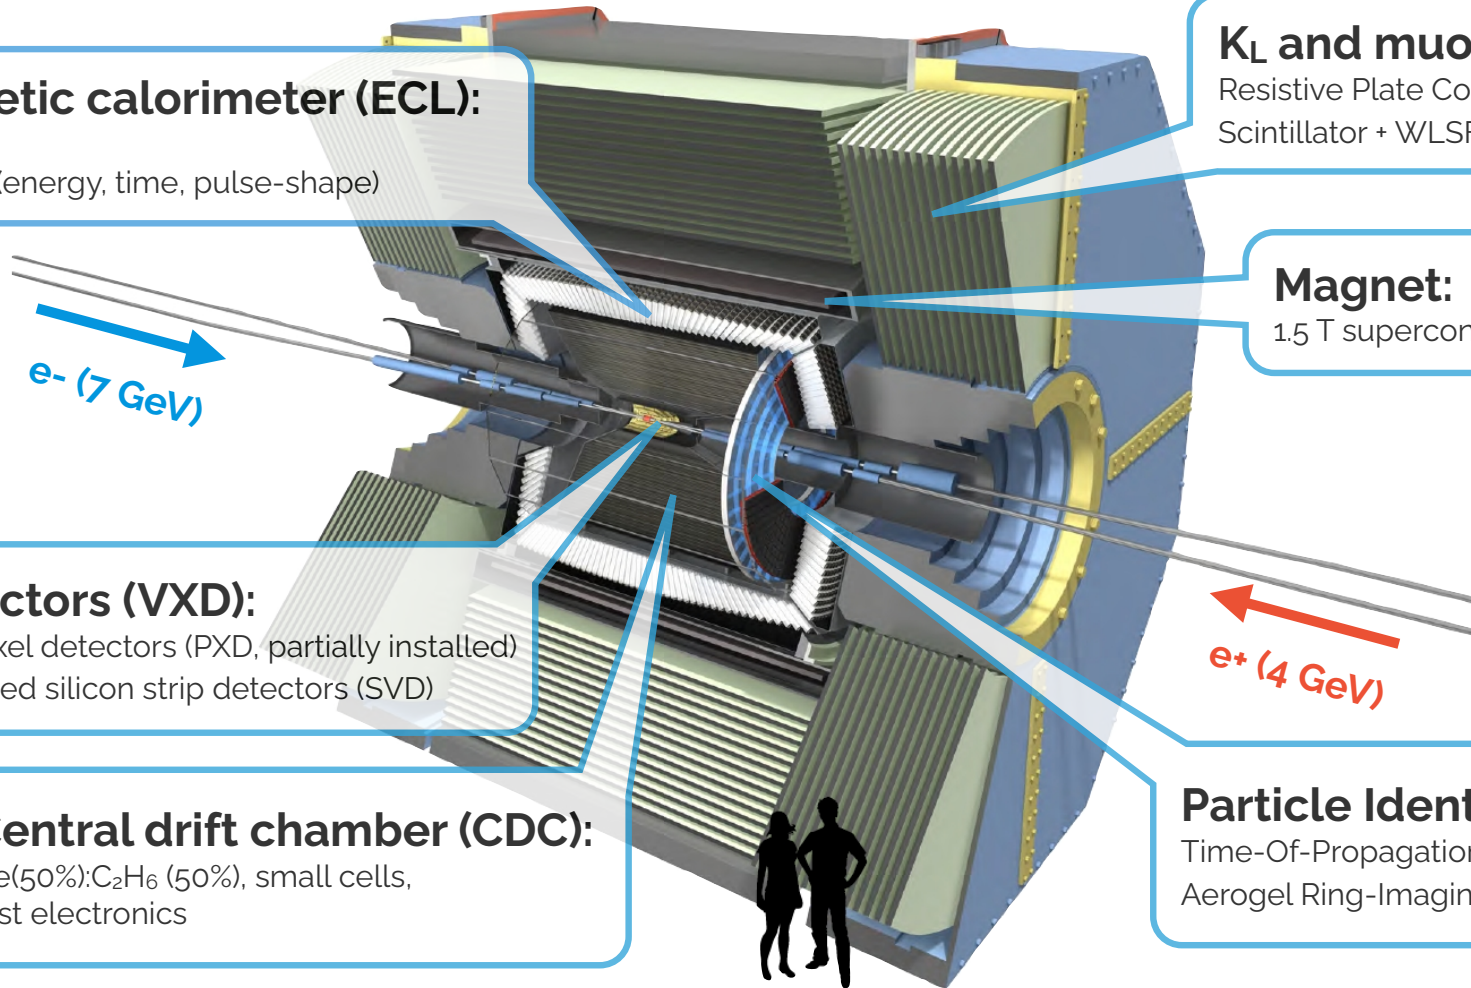 etic calorimeter (ECL):
(energy, time, pulse-shape)
KL and muo
Resistive Plate Co
Scintillator + WLSF
Magnet:
1.5 T supercon
e- (7 GeV)
e+ (4 GeV)
ctors (VXD):
xel detectors (PXD, partially installed)
ed silicon strip detectors (SVD)
Central drift chamber (CDC):
e(50%):C₂H₆ (50%), small cells,
st electronics
Particle Ident
Time-Of-Propagation
Aerogel Ring-Imagin